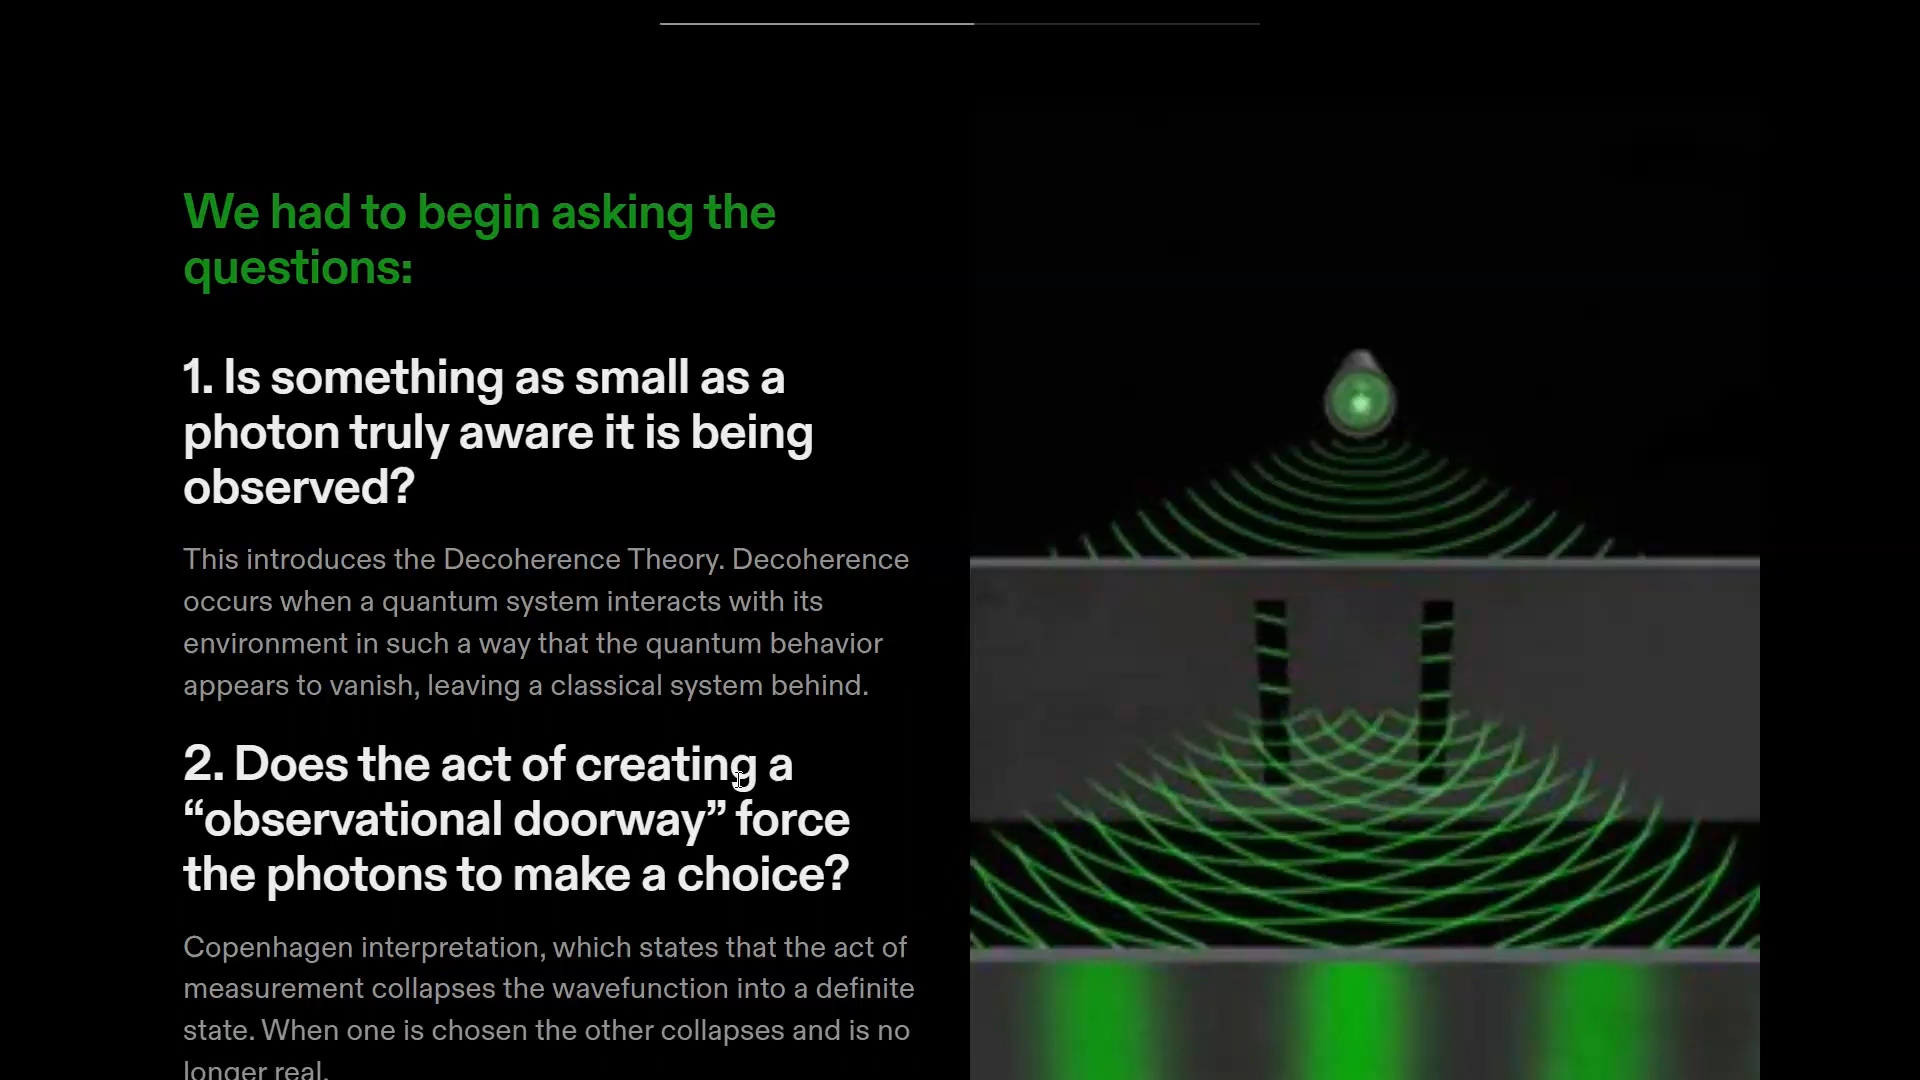 We had to begin asking the
questions:
1. Is something as small as a
photon truly aware it is being
observed?
This introduces the Decoherence Theory. Decoherence
occurs when a quantum system interacts with its
environment in such a way that the quantum behavior
appears to vanish, leaving a classical system behind.
2. Does the act of creating a
“observational doorway” force
the photons to make a choice?
Copenhagen interpretation, which states that the act of
measurement collapses the wavefunction into a definite
state. When one is chosen the other collapses and is no
longer real.